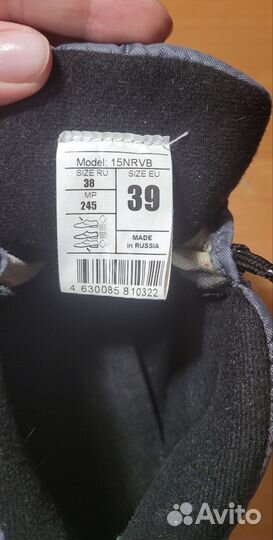 Model: 15NRVB
SIZE RU
38
MP
245
SIZE EU
39
MADE
in RUSSIA
4 630085 810322
Avito